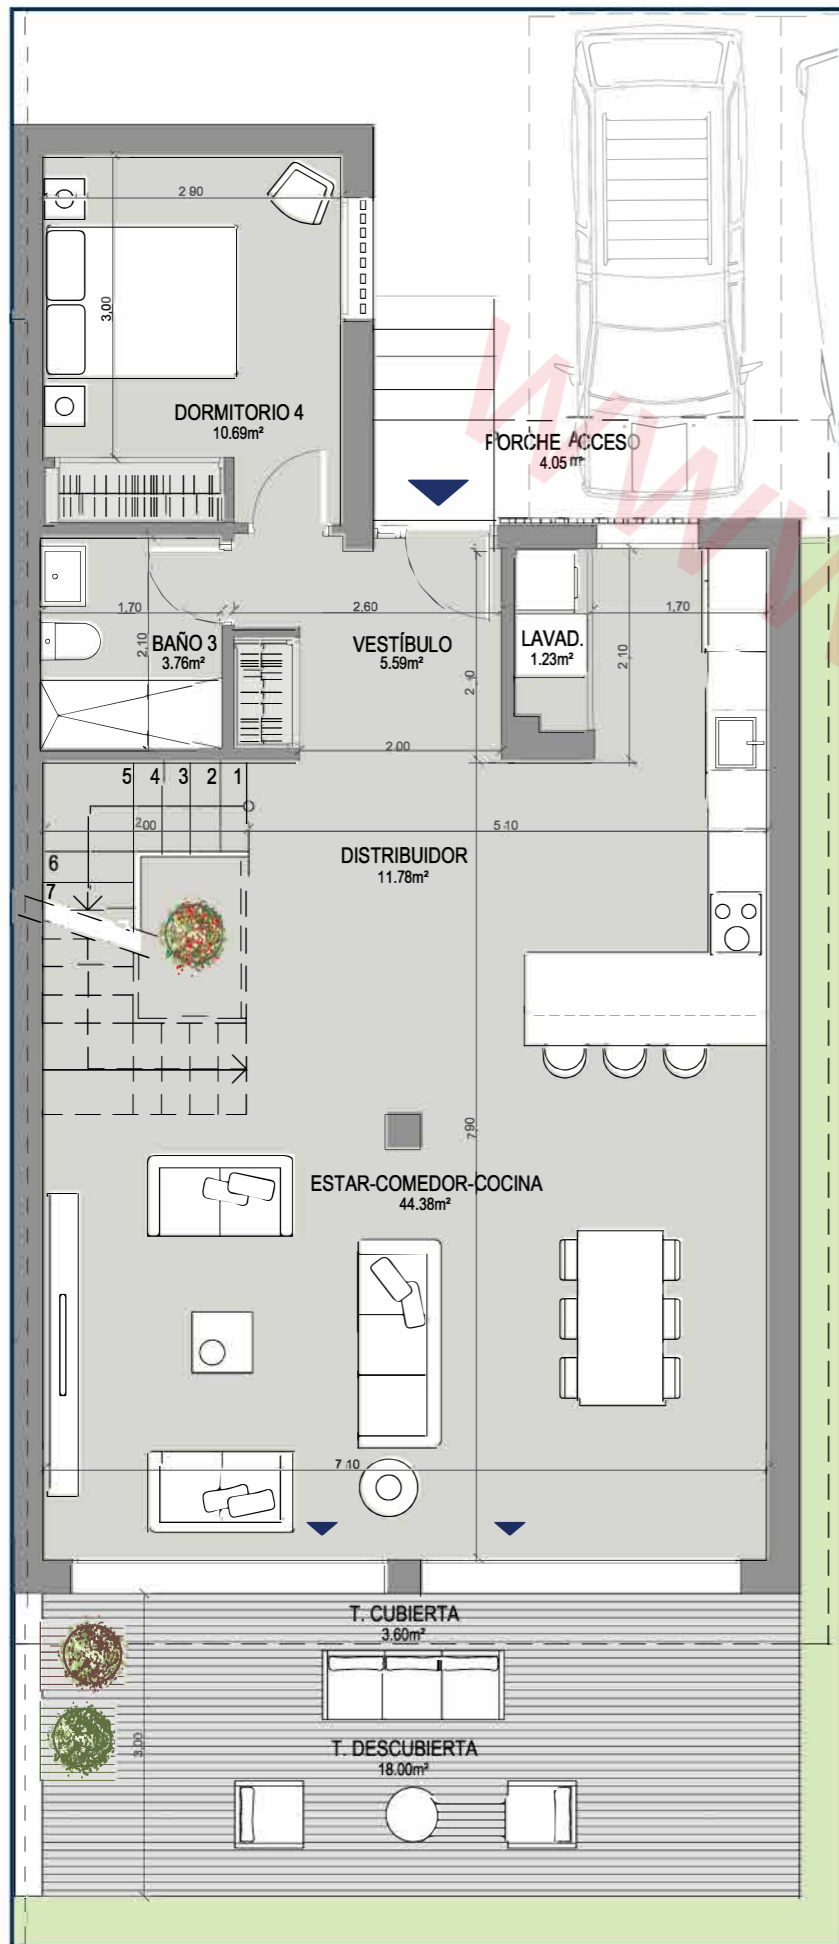 2.90
3.00
DORMITORIO 4
10.69m²
PORCHE ACCESO
4.05 m²
WWW
1.70
2.60
1.70
BAÑO 3
3.76m²
2.10
VESTÍBULO
5.59m²
LAVAD.
1.23m²
2.10
2.10
2.00
5 4 3 2 1
2.00
5.10
6
7
DISTRIBUIDOR
11.78m²
7.90
ESTAR-COMEDOR-COCINA
44.38m²
7.10
T. CUBIERTA
3.60m²
3.00
T. DESCUBIERTA
18.00m²